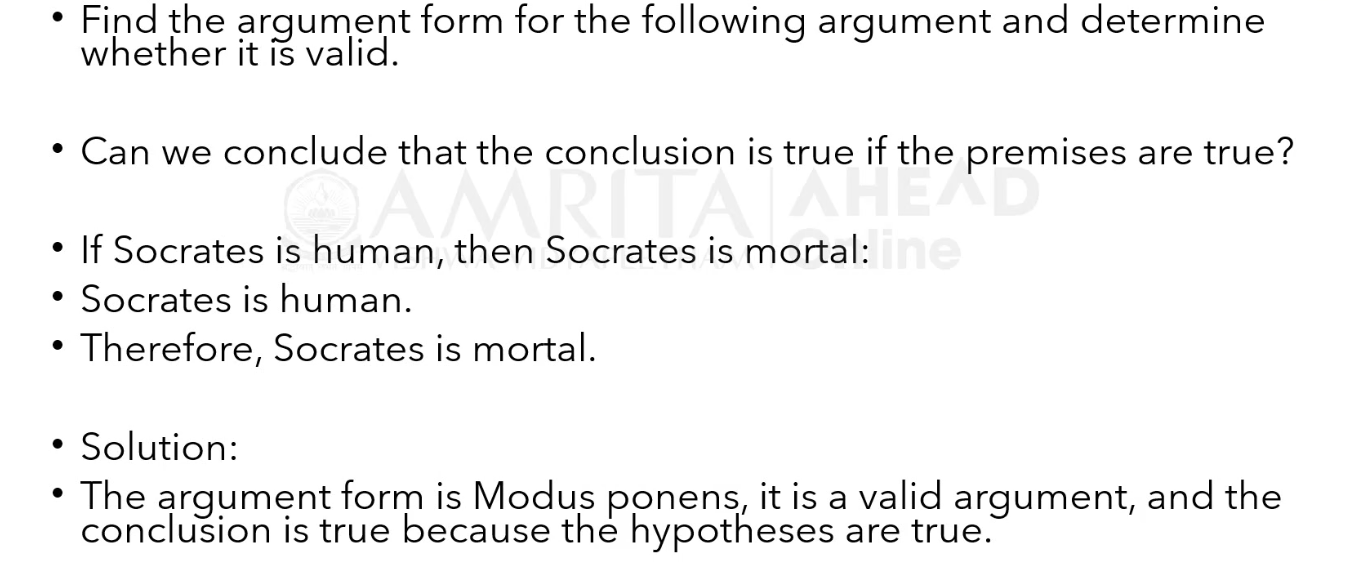 • Find the argument form for the following argument and determine
whether it is valid.
• Can we conclude that the conclusion is true if the premises are true?
AMRITA AHEAD
Online
• If Socrates is human, then Socrates is mortal:
• Socrates is human.
• Therefore, Socrates is mortal.
• Solution:
• The argument form is Modus ponens, it is a valid argument, and the
conclusion is true because the hypotheses are true.